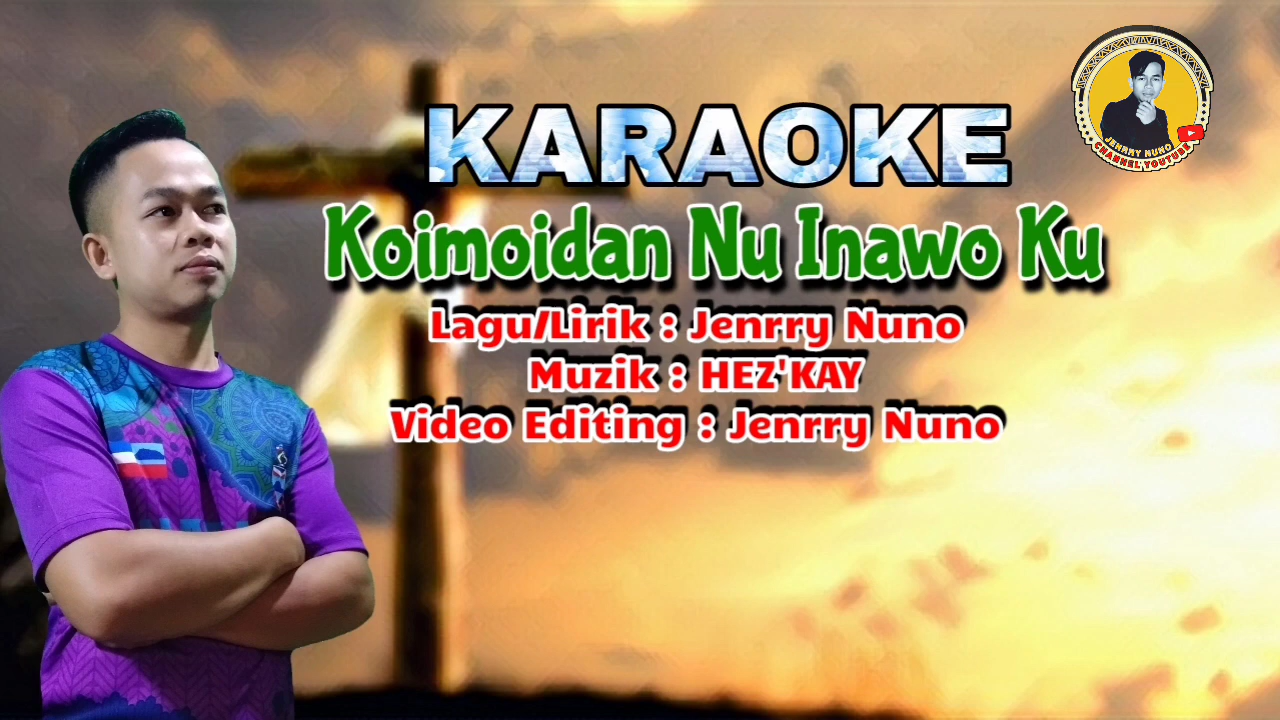 KARAOKE
Koimoidan Nu Inawo Ku
Lagu/Lirik : Jenrry Nuno
Muzik : HEZ'KAY
Video Editing : Jenrry Nuno
JENRRY NUNO
CHANNEL YOUTUBE